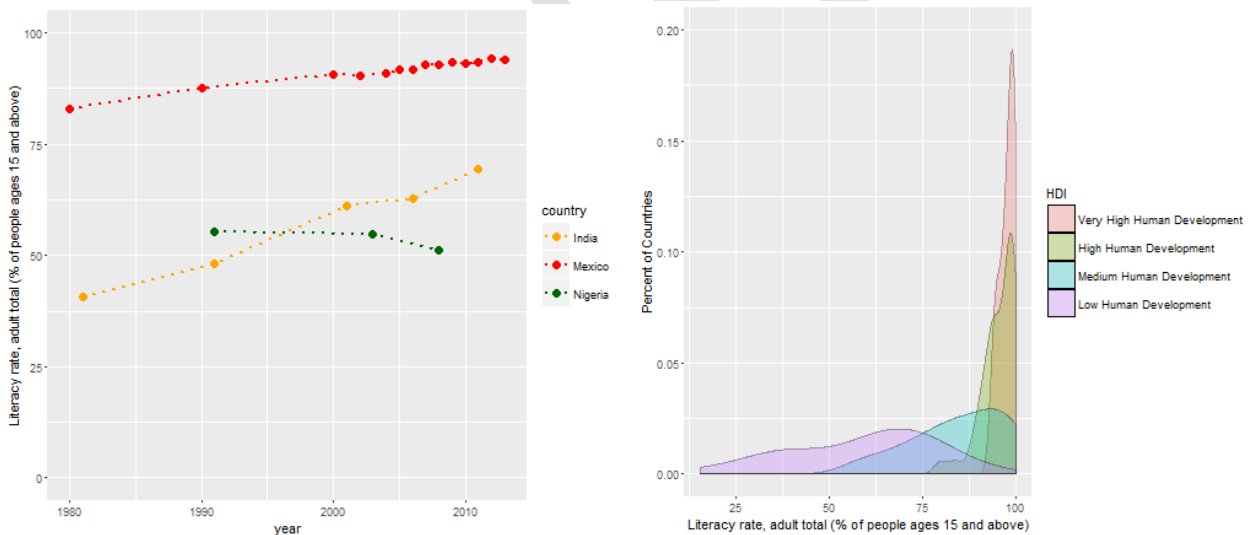 Literacy rate, adult total (% of people ages 15 and above)
100
75
50
25
0
1980
1990
2000
2010
year
country
India
Mexico
Nigeria
Percent of Countries
0.20
0.15
0.10
0.05
0.00
25
50
75
100
Literacy rate, adult total (% of people ages 15 and above)
HDI
Very High Human Development
High Human Development
Medium Human Development
Low Human Development